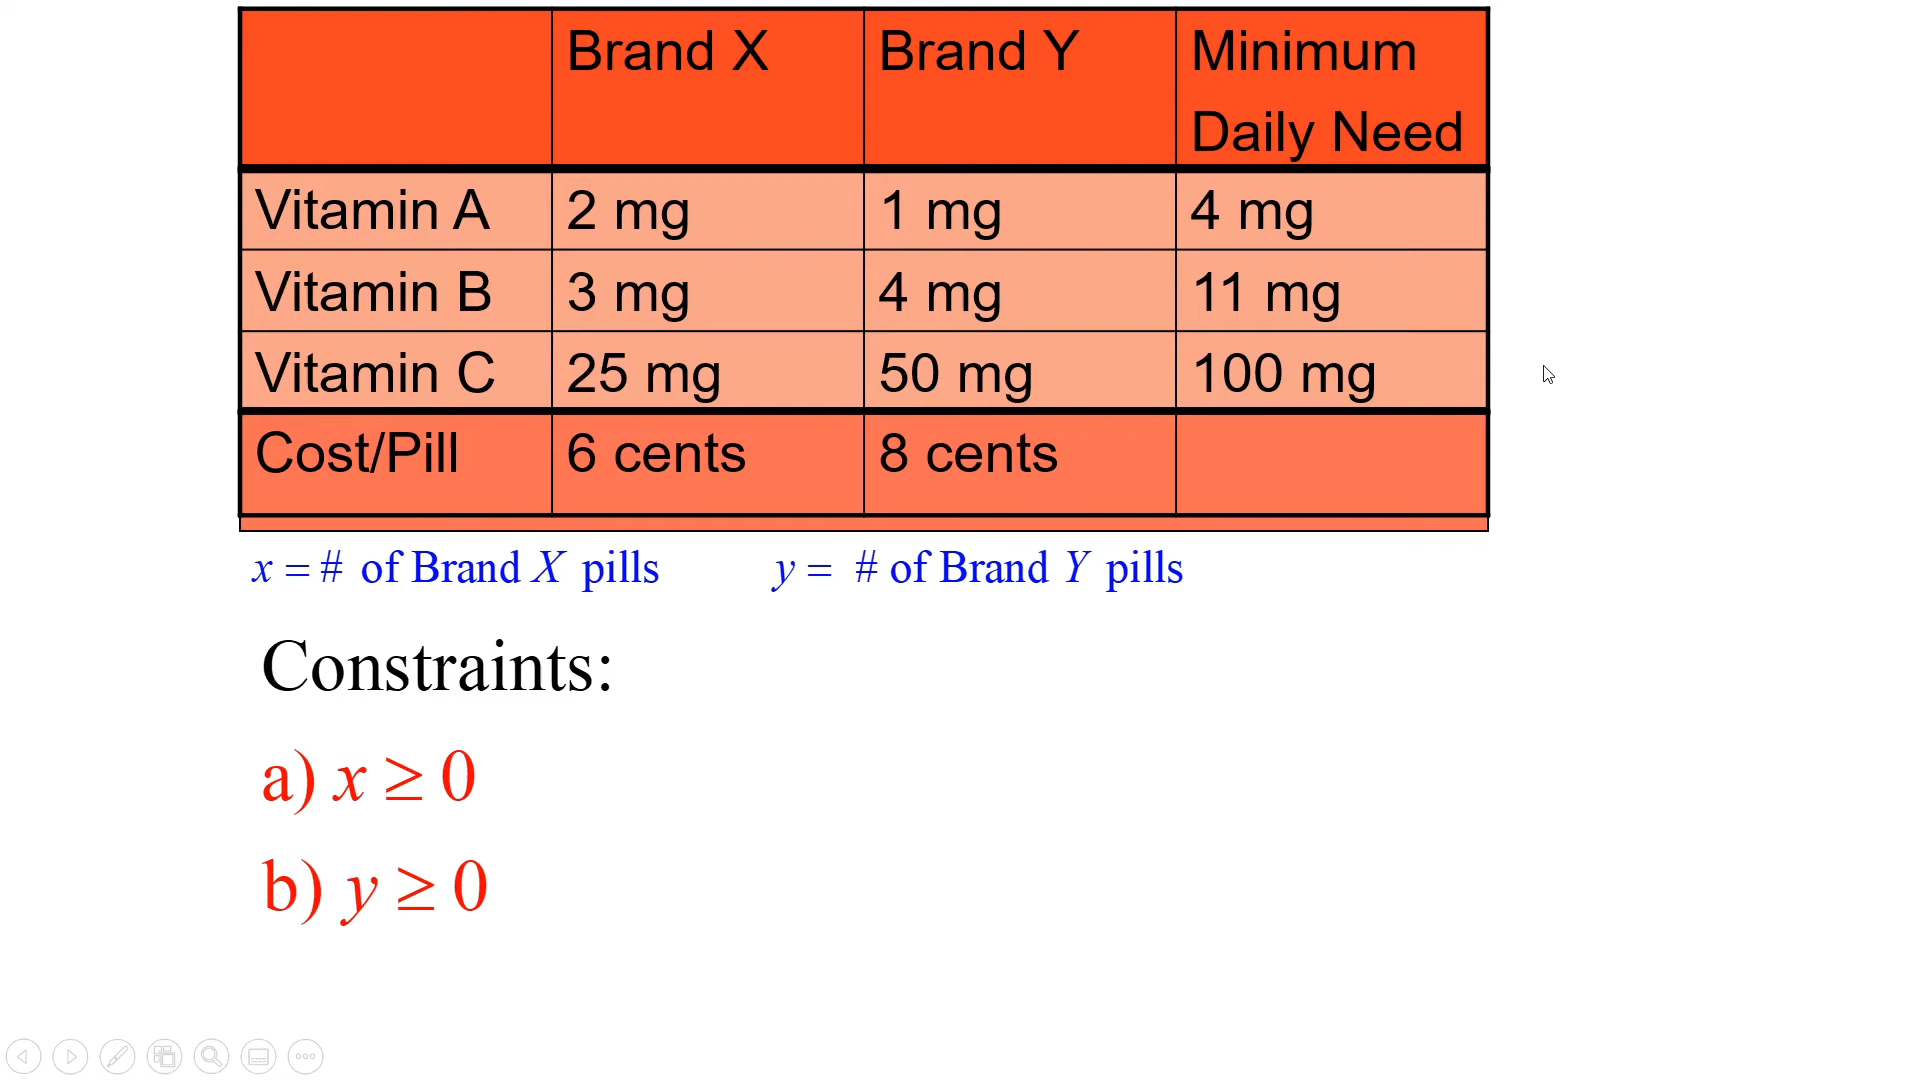 Brand X Brand Y Minimum
Daily Need
Vitamin A 2 mg 1 mg 4 mg
Vitamin B 3 mg 4 mg 11 mg
Vitamin C 25 mg 50 mg 100 mg
Cost/Pill 6 cents 8 cents
x = # of Brand X pills y = # of Brand Y pills
Constraints:
a) x ≥ 0
b) y ≥ 0